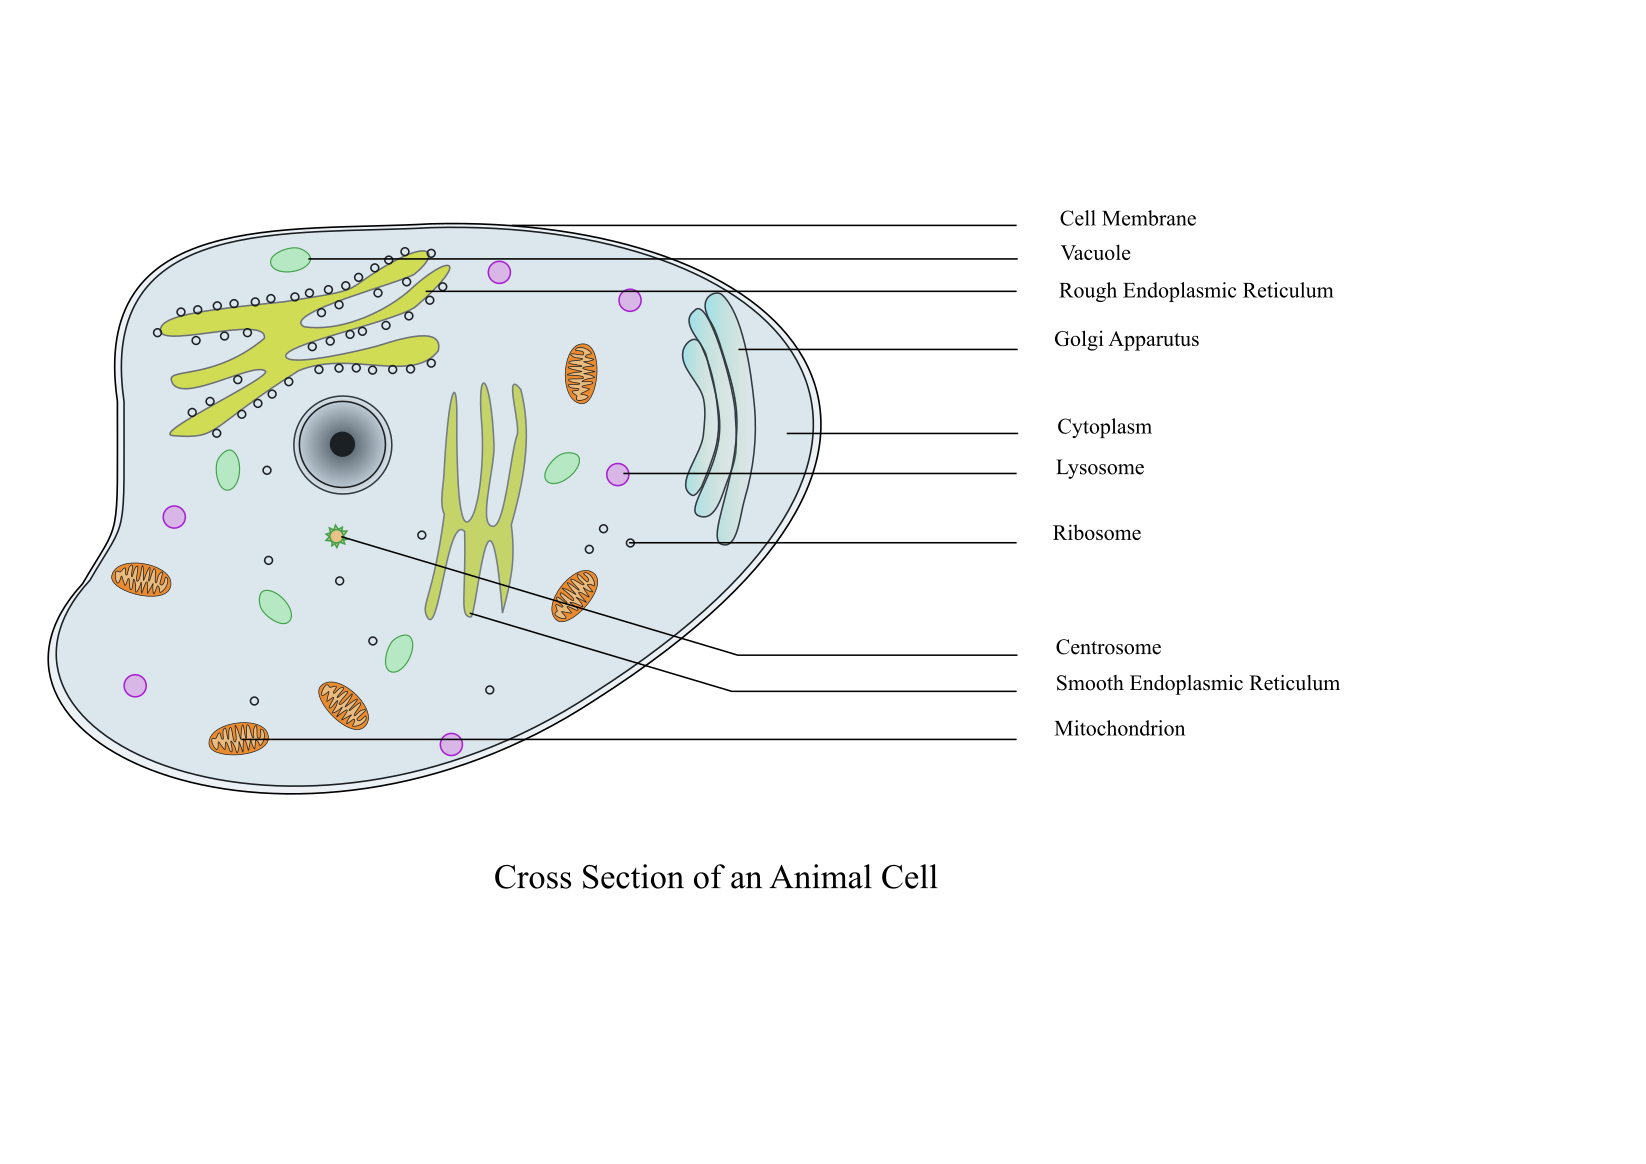 Cell Membrane
Vacuole
Rough Endoplasmic Reticulum
Golgi Apparutus
Cytoplasm
Lysosome
Ribosome
Centrosome
Smooth Endoplasmic Reticulum
Mitochondrion
Cross Section of an Animal Cell